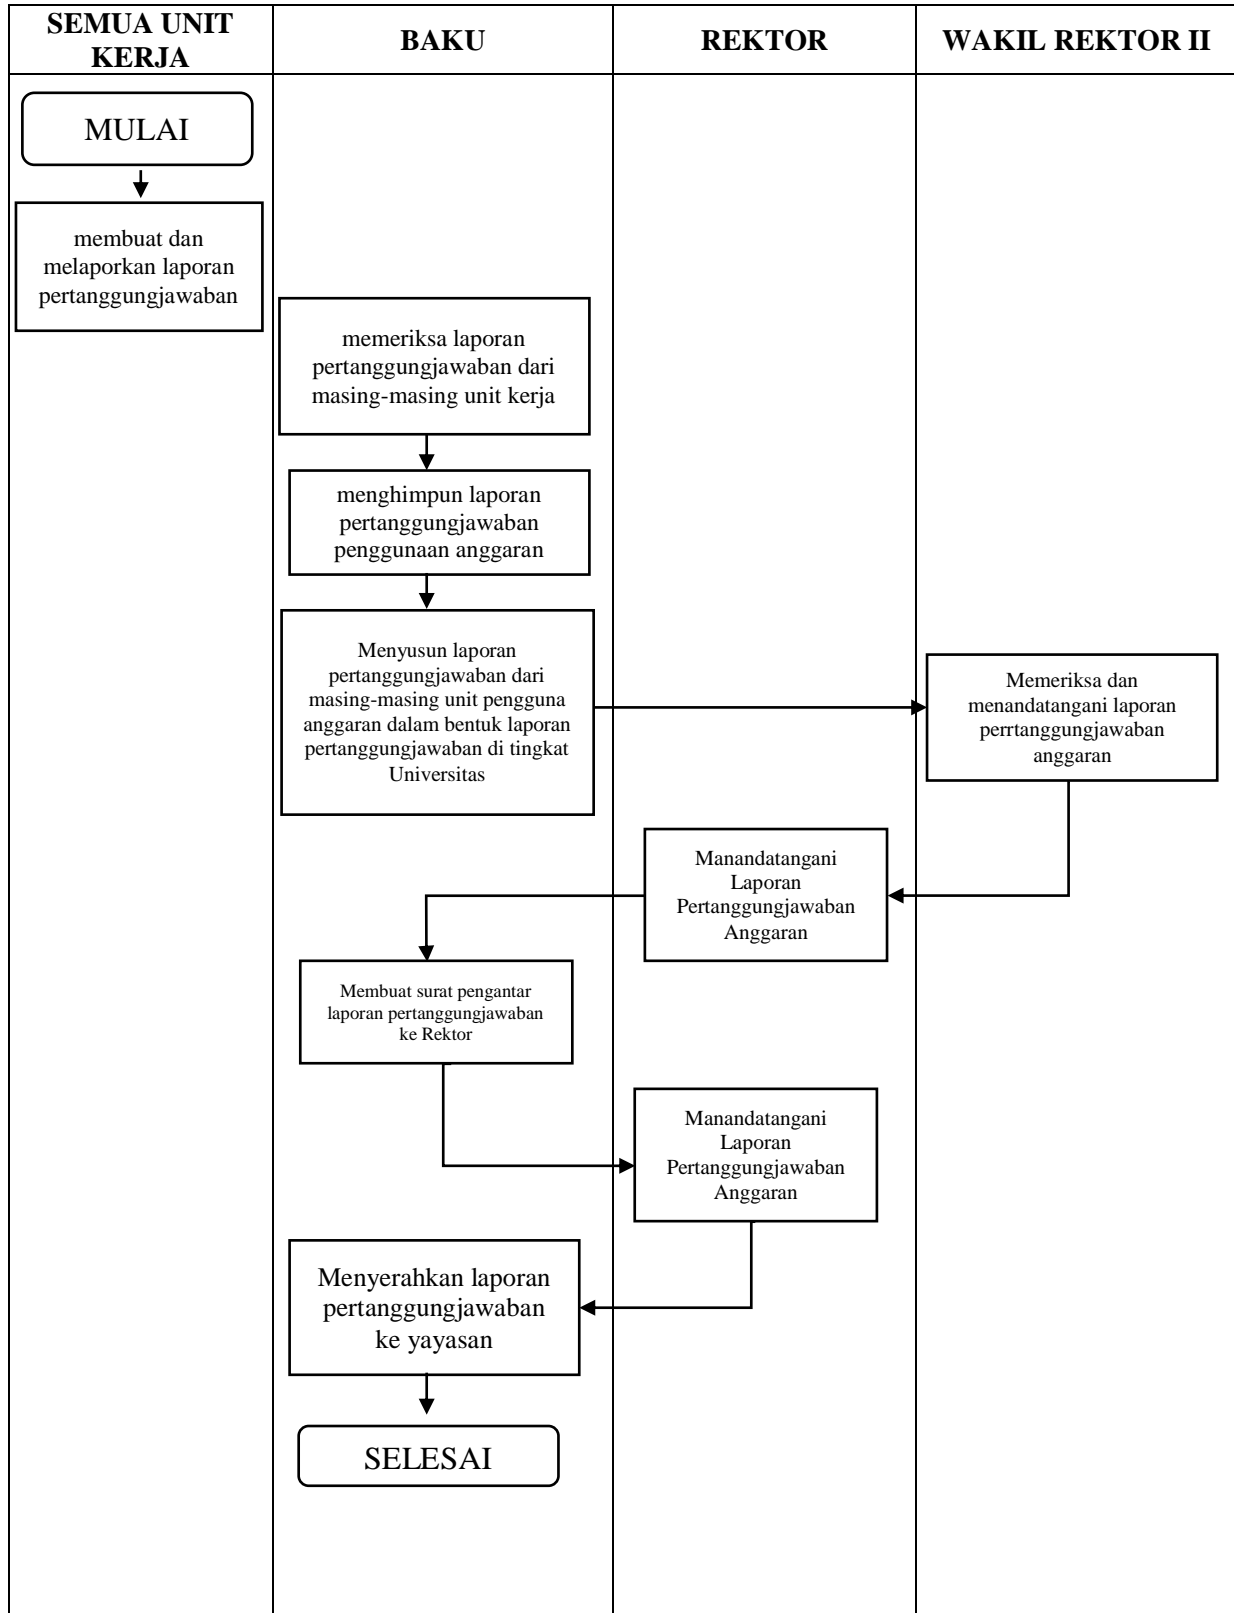 SEMUA UNIT
KERJA
BAKU
REKTOR
WAKIL REKTOR II
MULAI
membuat dan
melaporkan laporan
pertanggungjawaban
memeriksa laporan
pertanggungjawaban dari
masing-masing unit kerja
menghimpun laporan
pertanggungjawaban
penggunaan anggaran
Menyusun laporan
pertanggungjawaban dari
masing-masing unit pengguna
anggaran dalam bentuk laporan
pertanggungjawaban di tingkat
Universitas
Memeriksa dan
menandatangani laporan
perrtanggungjawaban
anggaran
Manandatangani
Laporan
Pertanggungjawaban
Anggaran
Membuat surat pengantar
laporan pertanggungjawaban
ke Rektor
Manandatangani
Laporan
Pertanggungjawaban
Anggaran
Menyerahkan laporan
pertanggungjawaban
ke yayasan
SELESAI